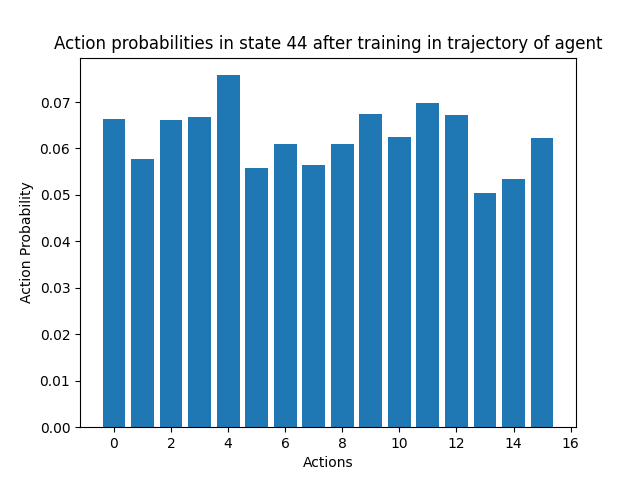 Action probabilities in state 44 after training in trajectory of agent
0.07
0.06
0.05
0.04
0.03
0.02
0.01
0.00
Action Probability
0 2 4 6 8 10 12 14 16
Actions